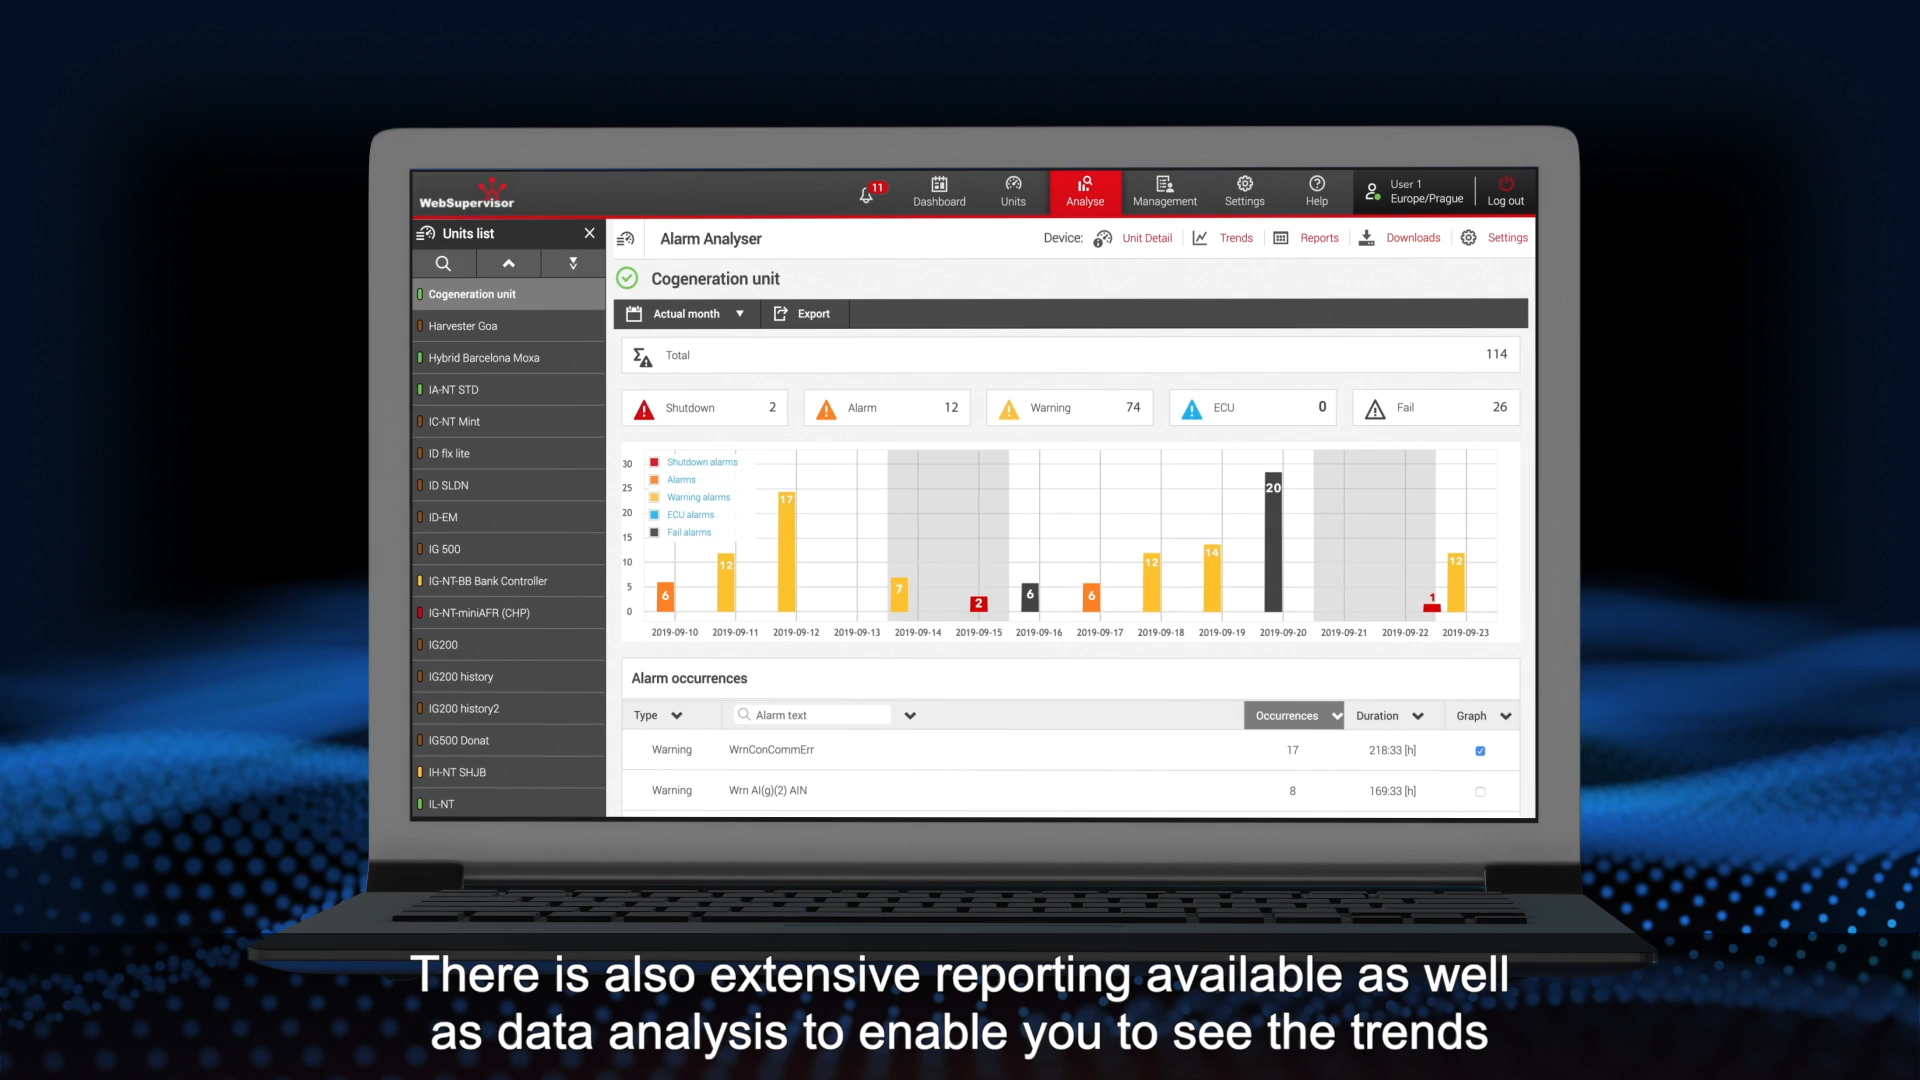 WebSupervisor
11
Dashboard
Units
Analyse
Management
Settings
Help
User 1
Europe/Prague
Log out
Units list
Alarm Analyser
Device:
Unit Detail
Trends
Reports
Downloads
Settings
Cogeneration unit
Harvester Goa
Hybrid Barcelona Moxa
IA-NT STD
IC-NT Mint
ID flx lite
ID SLDN
ID-EM
IG 500
IG-NT-BB Bank Controller
IG-NT-miniAFR (CHP)
IG200
IG200 history
IG200 history2
IG500 Donat
IH-NT SHJB
IL-NT
Cogeneration unit
Actual month
Export
Total 114
Shutdown 2
Alarm 12
Warning 74
ECU 0
Fail 26
Shutdown alarms
Alarms
Warning alarms
ECU alarms
Fail alarms
30
25
20
15
10
5
0
6
12
17
7
2
6
6
12
14
20
1
12
2019-09-10 2019-09-11 2019-09-12 2019-09-13 2019-09-14 2019-09-15 2019-09-16 2019-09-17 2019-09-18 2019-09-19 2019-09-20 2019-09-21 2019-09-22 2019-09-23
Alarm occurrences
Type Alarm text Occurrences Duration Graph
Warning WrnConCommErr 17 218:33 [h]
Warning Wrn AI(g)(2) AIN 8 169:33 [h]
There is also extensive reporting available as well
as data analysis to enable you to see the trends